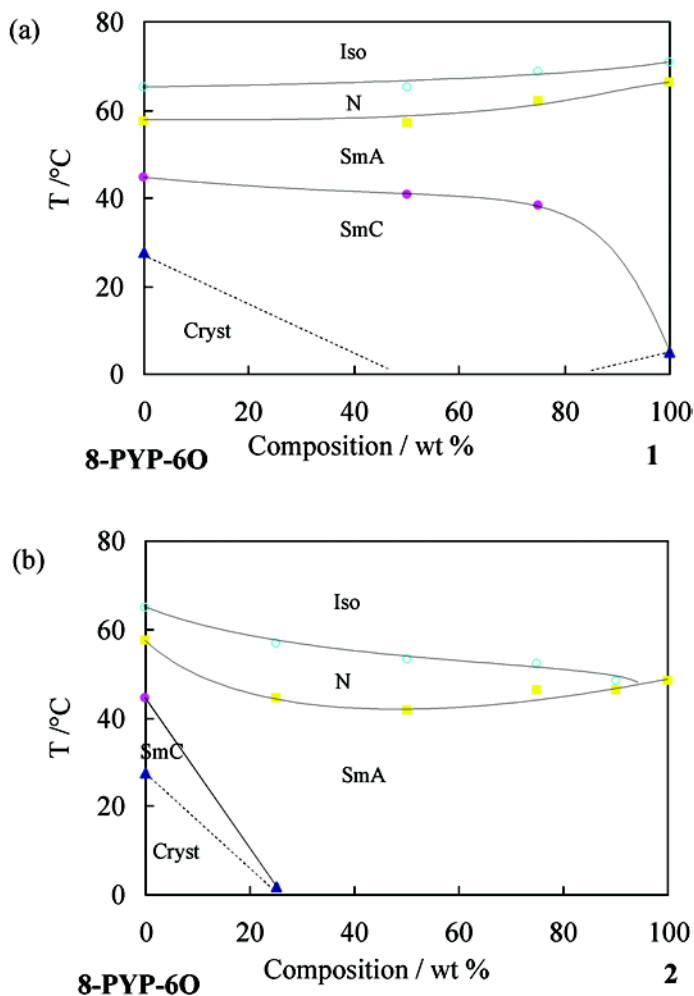 (a)
80
Iso
60
N
SmA
T /°C
40
SmC
20
Cryst
0
0 20 40 60 80 100
8-PYP-6O Composition / wt % 1
(b)
80
Iso
60
N
T /°C
40
SmC
SmA
20
Cryst
0
0 20 40 60 80 100
8-PYP-6O Composition / wt % 2